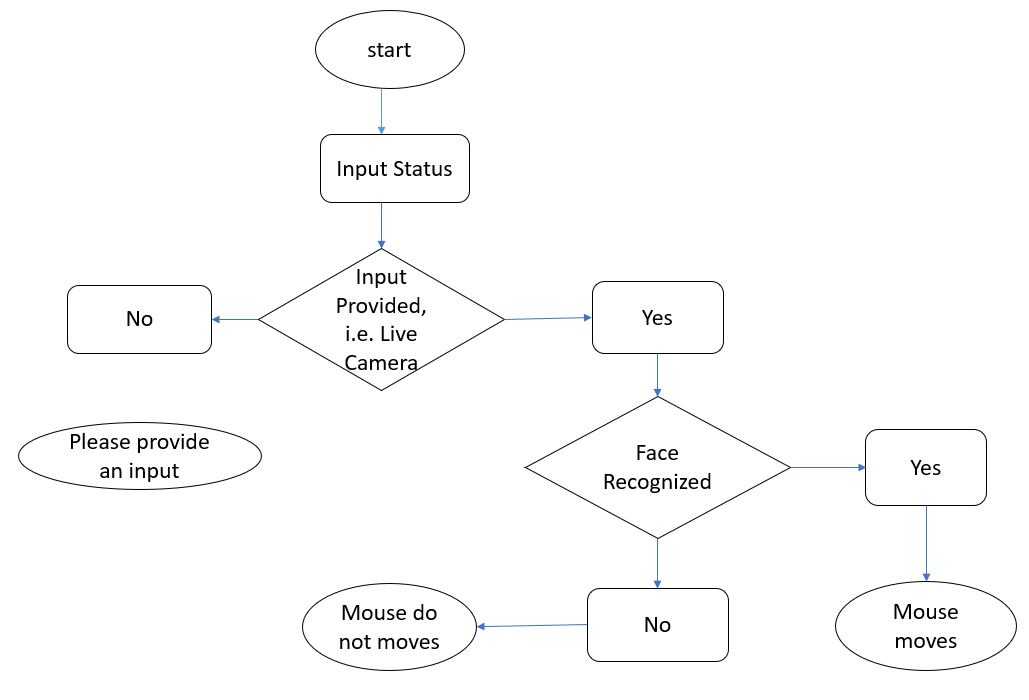 start
Input Status
Input
Provided,
i.e. Live
Camera
No
Yes
Please provide
an input
Face
Recognized
Yes
Mouse do
not moves
No
Mouse
moves